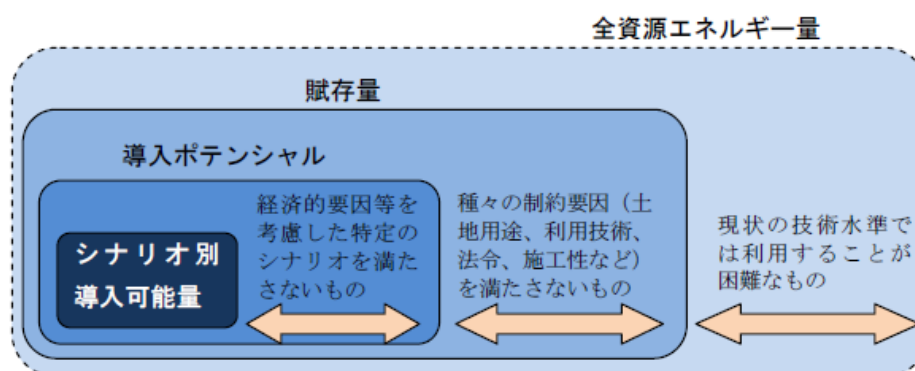 全資源エネルギー量
賦存量
導入ポテンシャル
シナリオ別
導入可能量
経済的要因等を
考慮した特定の
シナリオを満た
さないもの
種々の制約要因（土
地用途、利用技術、
法令、施工性など）
を満たさないもの
現状の技術水準で
は利用することが
困難なもの